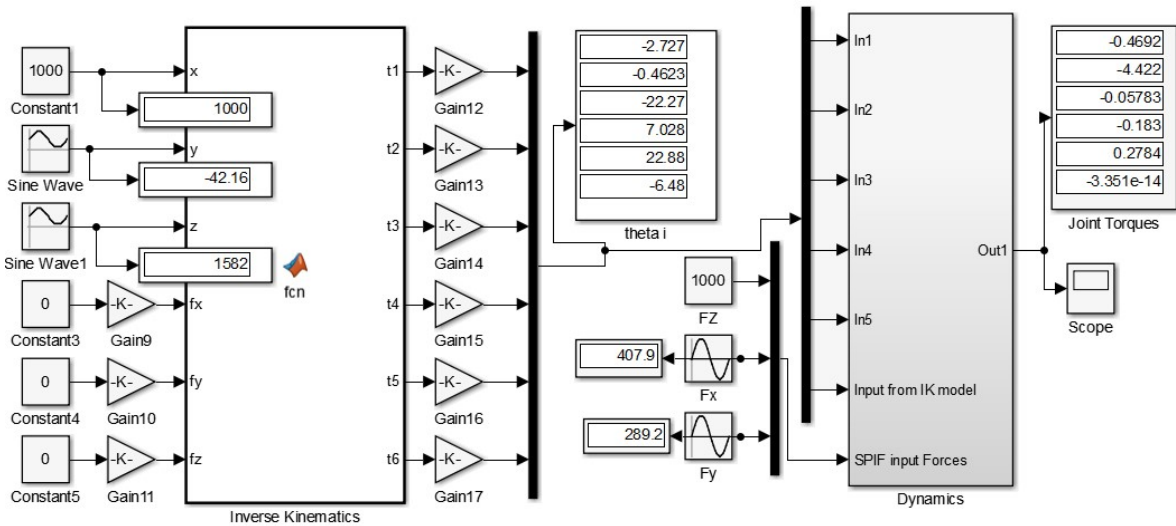 1000
Constant1
Sine Wave
Sine Wave1
0
Constant3
0
Constant4
0
Constant5
-K-
Gain9
-K-
Gain10
-K-
Gain11
x
1000
y
-42.16
z
1582
fx
fy
fz
fcn
t1
t2
t3
t4
t5
t6
Inverse Kinematics
-K-
Gain12
-K-
Gain13
-K-
Gain14
-K-
Gain15
-K-
Gain16
-K-
Gain17
-2.727
-0.4623
-22.27
7.028
22.88
-6.48
theta i
1000
FZ
407.9
Fx
289.2
Fy
In1
In2
In3
In4
In5
Input from IK model
SPIF input Forces
Out1
Dynamics
-0.4692
-4.422
-0.05783
-0.183
0.2784
-3.351e-14
Joint Torques
Scope